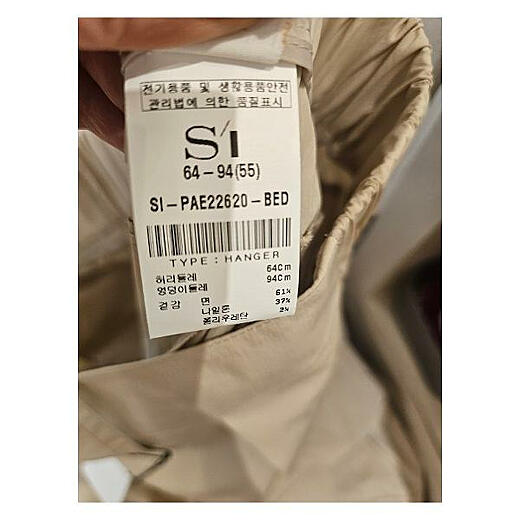 전기용품 및 생활용품안전
관리법에 의한 품질표시
S'I
64-94(55)
SI-PAE22620-BED
TYPE:HANGER
허리둘레 64Cm
엉덩이둘레 94Cm
겉감 면 61%
나일론 37%
폴리우레탄 2%